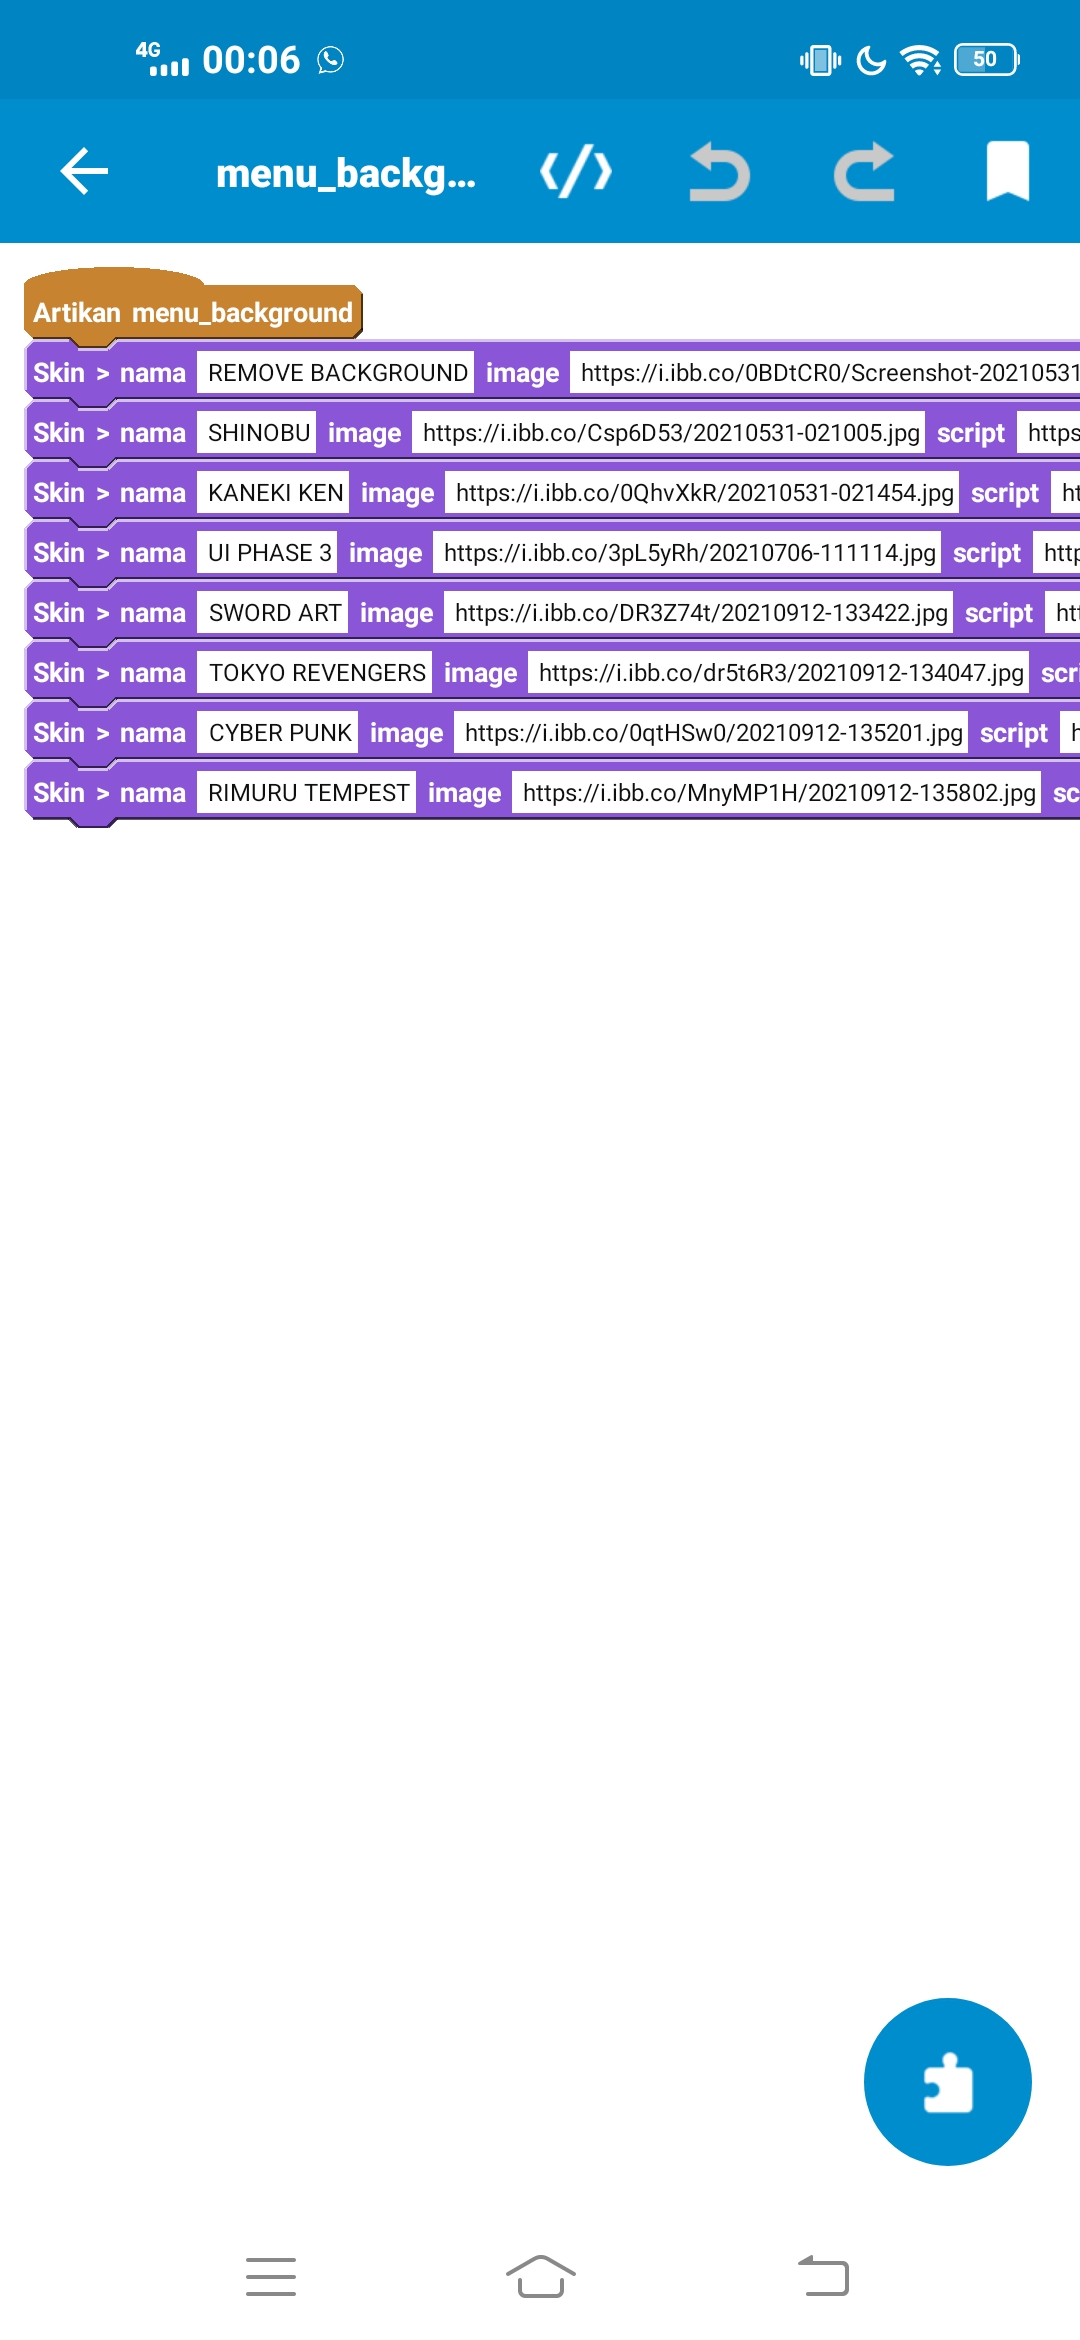 4G 00:06 50
menu_backg...
Artikan menu_background
Skin > nama REMOVE BACKGROUND image https://i.ibb.co/0BDtCR0/Screenshot-20210531
Skin > nama SHINOBU image https://i.ibb.co/Csp6D53/20210531-021005.jpg script https
Skin > nama KANEKI KEN image https://i.ibb.co/0QhvXkR/20210531-021454.jpg script ht
Skin > nama UI PHASE 3 image https://i.ibb.co/3pL5yRh/20210706-111114.jpg script http
Skin > nama SWORD ART image https://i.ibb.co/DR3Z74t/20210912-133422.jpg script htt
Skin > nama TOKYO REVENGERS image https://i.ibb.co/dr5t6R3/20210912-134047.jpg scri
Skin > nama CYBER PUNK image https://i.ibb.co/0qtHSw0/20210912-135201.jpg script h
Skin > nama RIMURU TEMPEST image https://i.ibb.co/MnyMP1H/20210912-135802.jpg sc